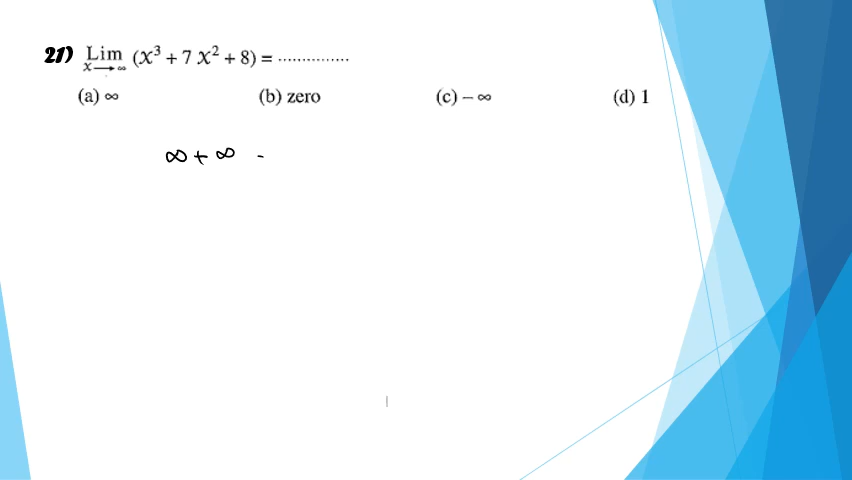 21) Lim (x³ + 7 x² + 8) = ...............
x⟶∞
(a) ∞ (b) zero (c) – ∞ (d) 1
∞ + ∞ -